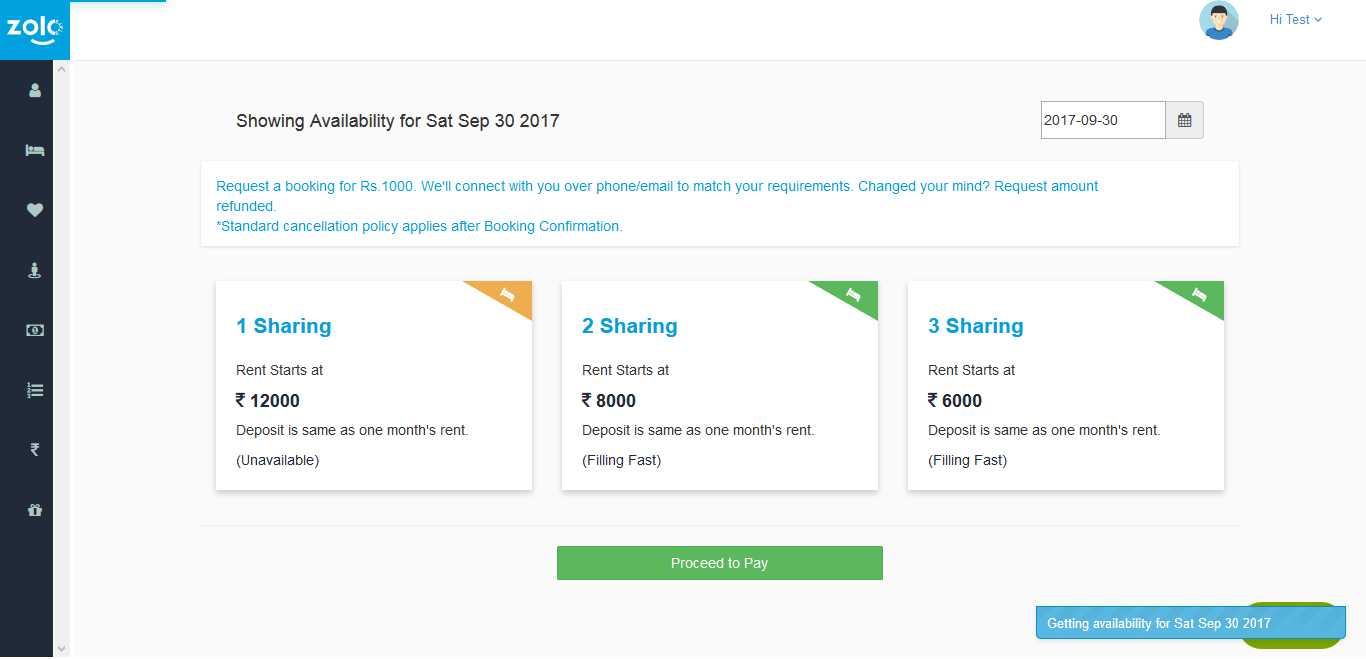 zolo
Hi Test
Showing Availability for Sat Sep 30 2017
2017-09-30
Request a booking for Rs.1000. We'll connect with you over phone/email to match your requirements. Changed your mind? Request amount
refunded.
*Standard cancellation policy applies after Booking Confirmation.
1 Sharing
Rent Starts at
₹ 12000
Deposit is same as one month's rent.
(Unavailable)
2 Sharing
Rent Starts at
₹ 8000
Deposit is same as one month's rent.
(Filling Fast)
3 Sharing
Rent Starts at
₹ 6000
Deposit is same as one month's rent.
(Filling Fast)
₹
Proceed to Pay
Getting availability for Sat Sep 30 2017